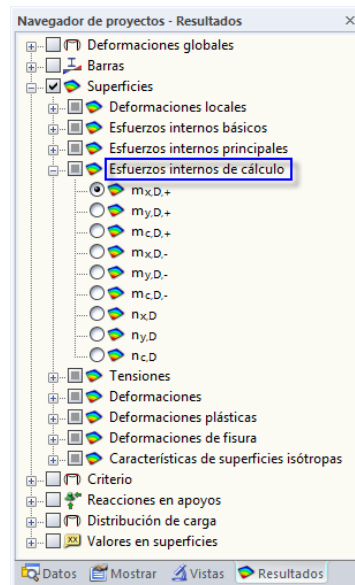 Navegador de proyectos - Resultados
Deformaciones globales
Barras
Superficies
Deformaciones locales
Esfuerzos internos básicos
Esfuerzos internos principales
Esfuerzos internos de cálculo
mx,D,+
my,D,+
mc,D,+
mx,D,-
my,D,-
mc,D,-
nx,D
ny,D
nc,D
Tensiones
Deformaciones
Deformaciones plásticas
Deformaciones de fisura
Características de superficies isótropas
Criterio
Reacciones en apoyos
Distribución de carga
Valores en superficies
Datos Mostrar Vistas Resultados